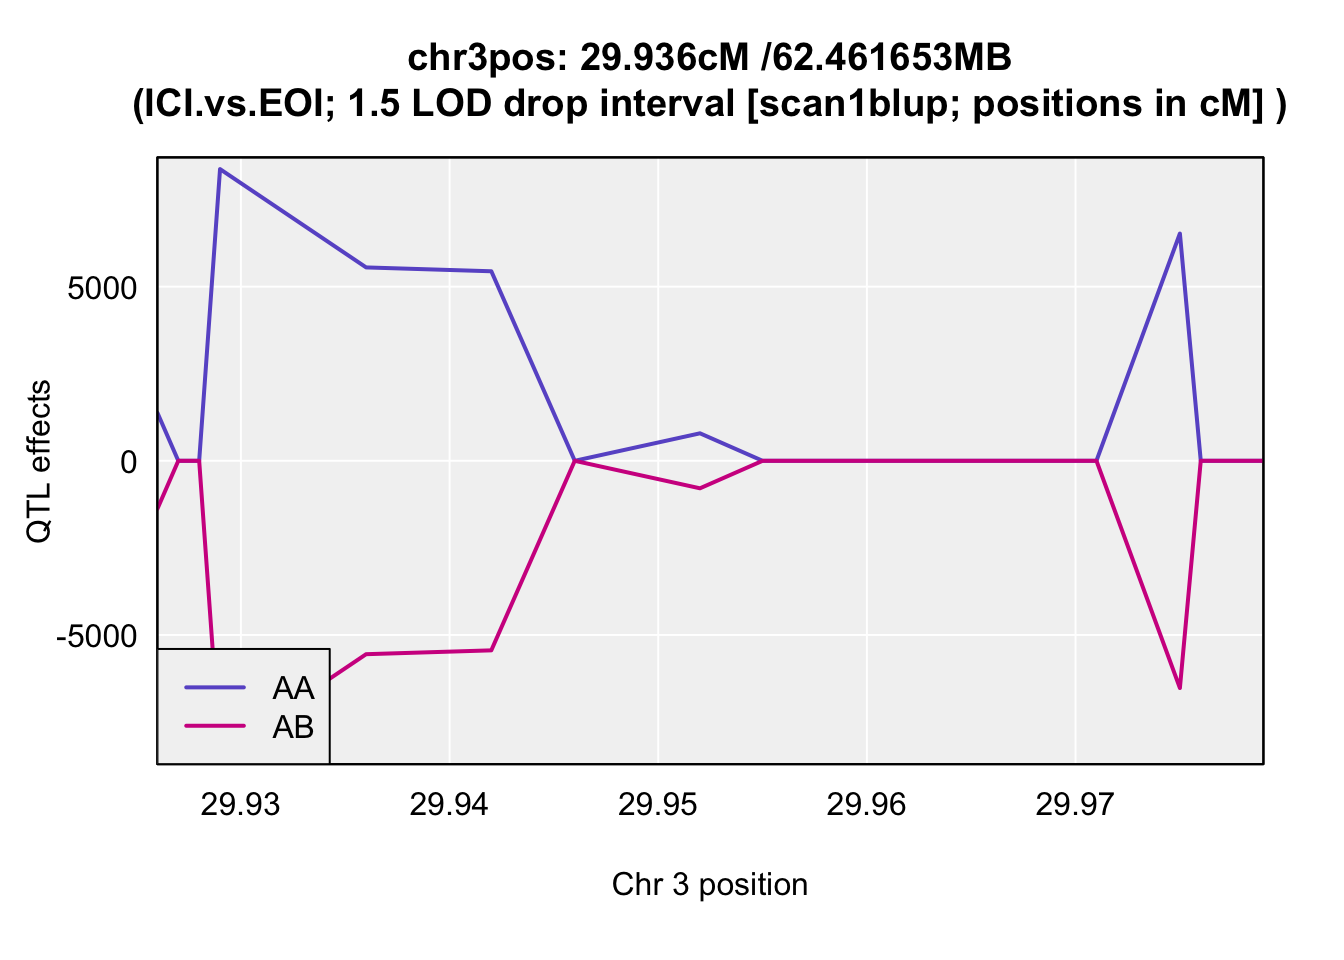 chr3pos: 29.936cM /62.461653MB
(ICI.vs.EOI; 1.5 LOD drop interval [scan1blup; positions in cM] )
5000
0
-5000
QTL effects
AA
AB
29.93
29.94
29.95
29.96
29.97
Chr 3 position